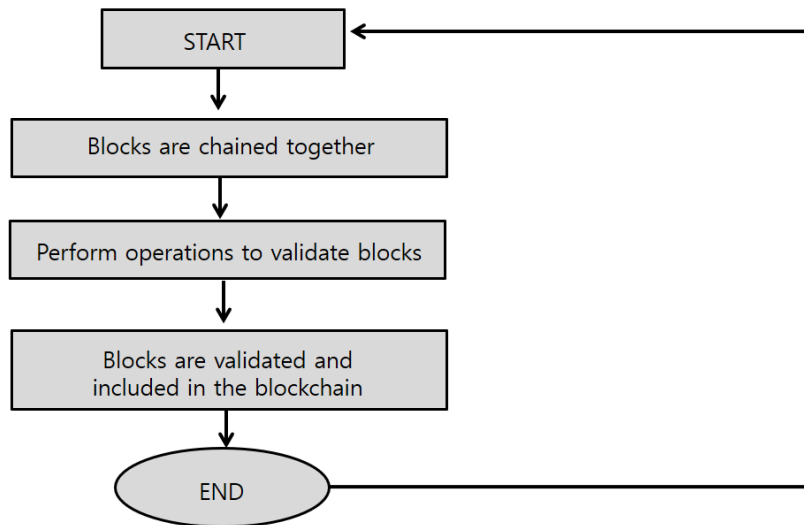 START
Blocks are chained together
Perform operations to validate blocks
Blocks are validated and
included in the blockchain
END